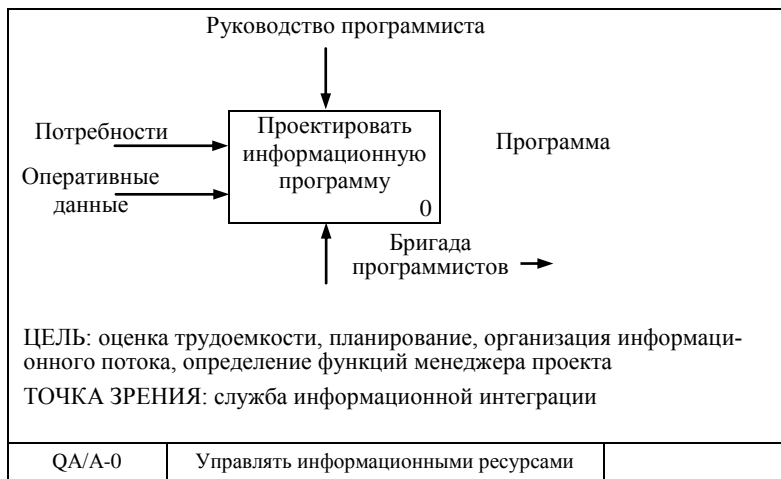 Руководство программиста
Потребности
Оперативные
данные
Проектировать
информационную
программу
0
Программа
Бригада
программистов
ЦЕЛЬ: оценка трудоемкости, планирование, организация информаци-
онного потока, определение функций менеджера проекта
ТОЧКА ЗРЕНИЯ: служба информационной интеграции
QA/A-0
Управлять информационными ресурсами